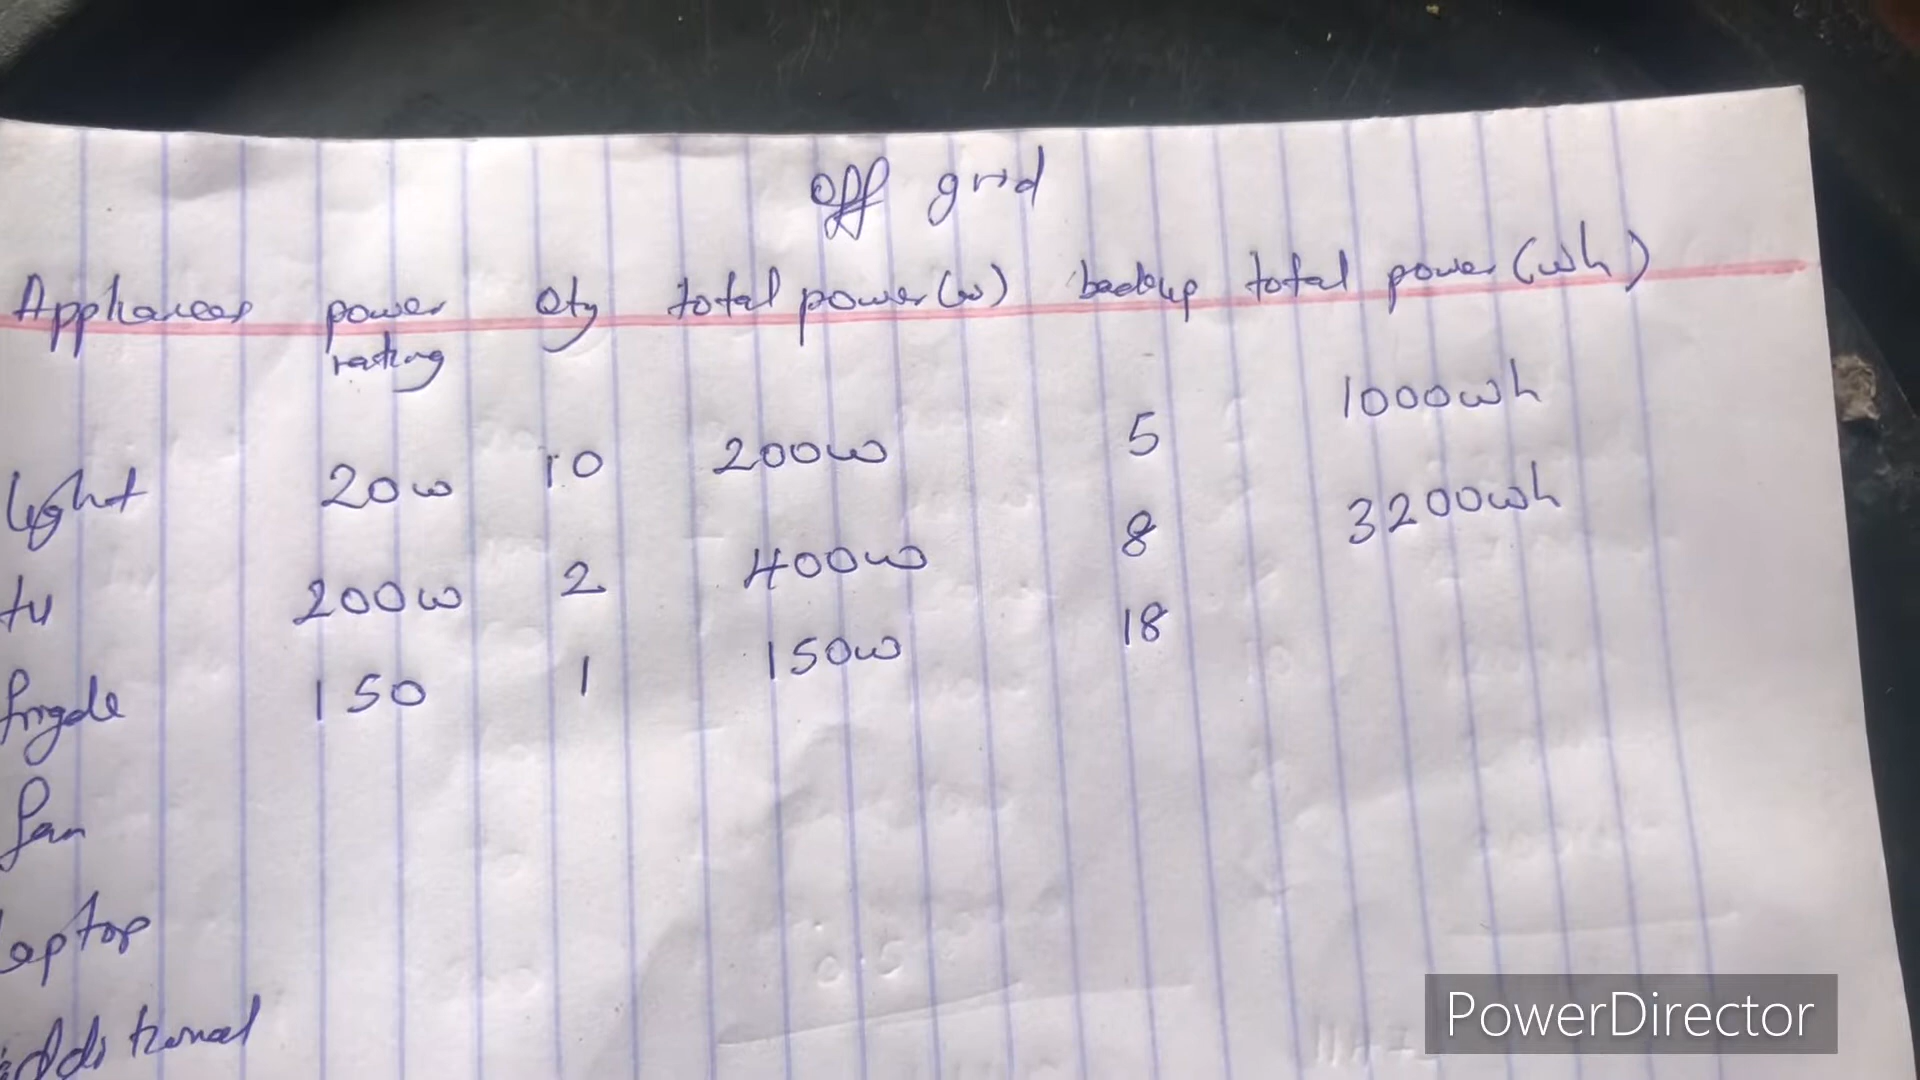 off grid
Appliances power rating Qty total power(w) backup total power (wh)
light 20w 10 200w 5 1000wh
tv 200w 2 400w 8 3200wh
frigde 150 1 150w 18
fan
laptop
additional
PowerDirector